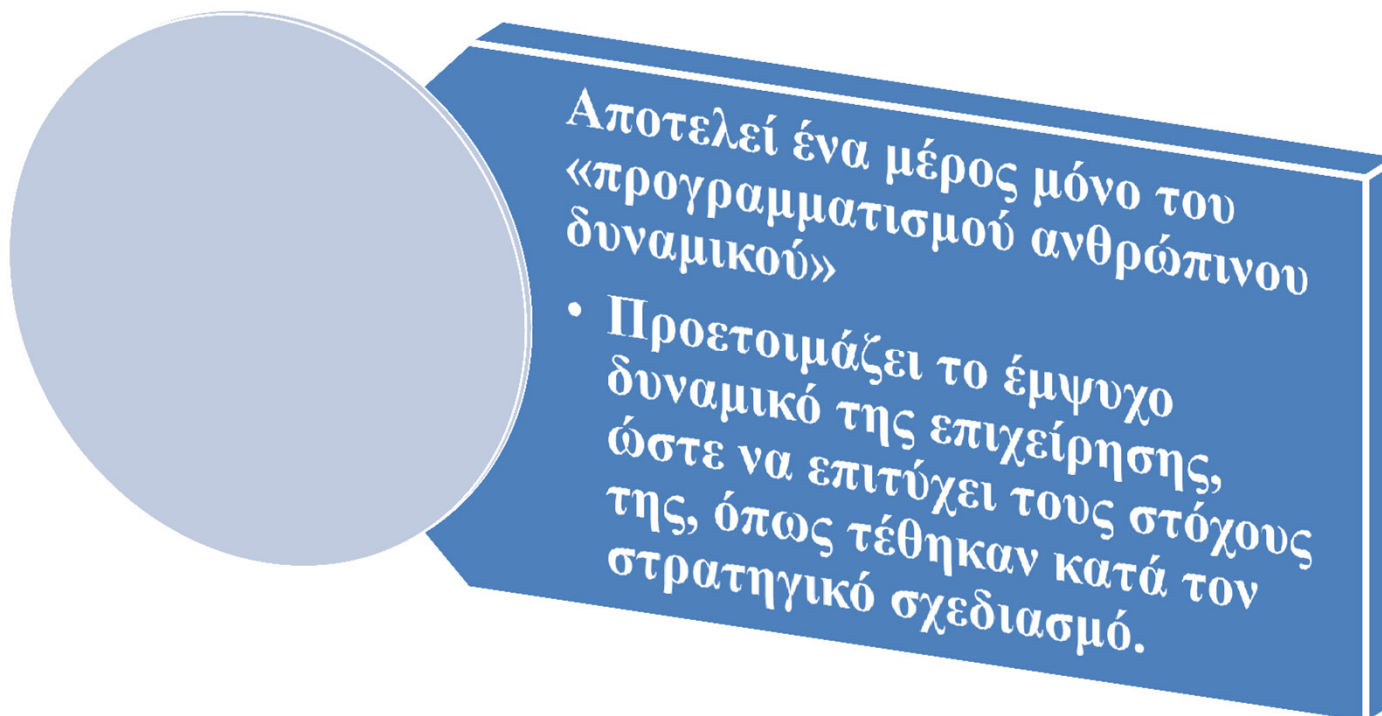 Αποτελεί ένα μέρος μόνο του
«προγραμματισμού ανθρώπινου
δυναμικού»
• Προετοιμάζει το έμψυχο
δυναμικό της επιχείρησης,
ώστε να επιτύχει τους στόχους
της, όπως τέθηκαν κατά τον
στρατηγικό σχεδιασμό.